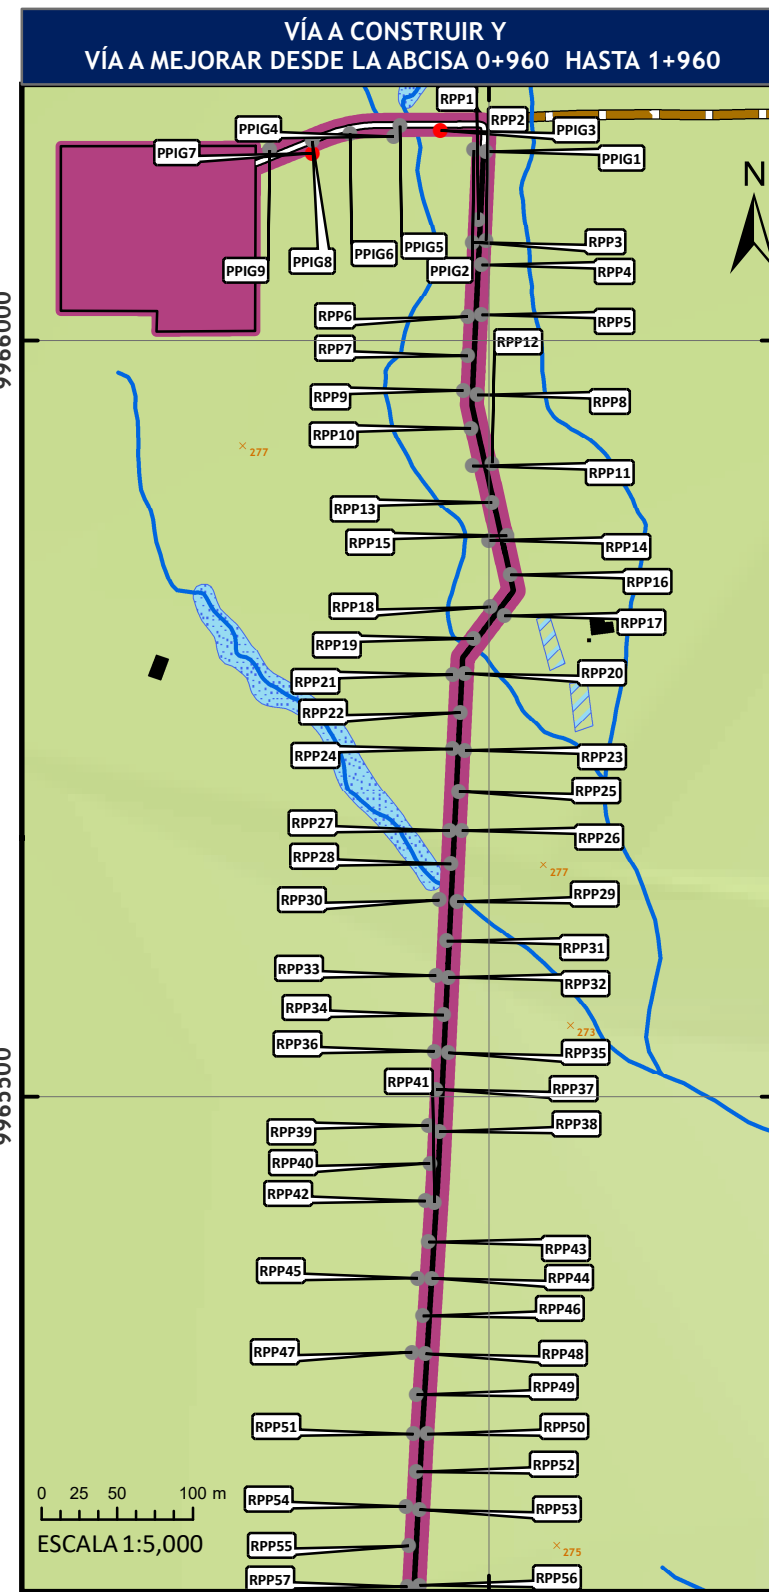 VÍA A CONSTRUIR Y
VÍA A MEJORAR DESDE LA ABCISA 0+960 HASTA 1+960
RPP1
RPP2
PPIG4
PPIG3
PPIG7
PPIG1
N
PPIG5
PPIG6
PPIG8
PPIG9
PPIG2
RPP3
RPP4
RPP6
RPP5
9966000
RPP12
RPP7
RPP9
RPP8
RPP10
277
RPP11
RPP13
RPP15
RPP14
RPP16
RPP18
RPP17
RPP19
RPP21
RPP20
RPP22
RPP24
RPP23
RPP25
RPP27
RPP26
RPP28
277
RPP30
RPP29
RPP31
RPP33
RPP32
RPP34
273
RPP36
RPP35
9965500
RPP41
RPP37
RPP39
RPP38
RPP40
RPP42
RPP43
RPP45
RPP44
RPP46
RPP47
RPP48
RPP49
RPP51
RPP50
RPP52
0 25 50 100 m
RPP54
RPP53
ESCALA 1:5,000
RPP55
275
RPP57
RPP56